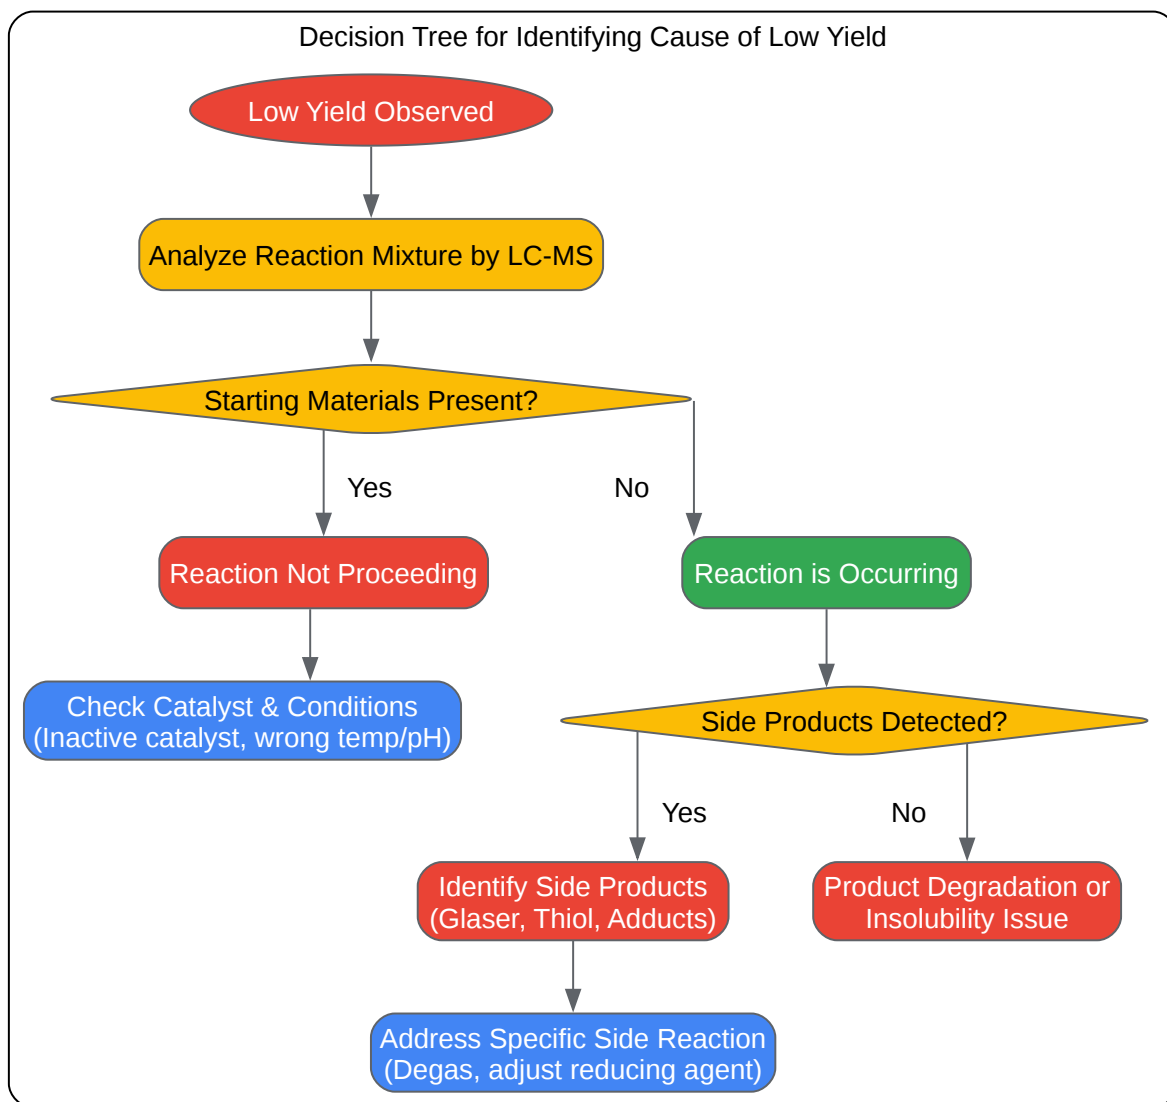 Decision Tree for Identifying Cause of Low Yield
Low Yield Observed
Analyze Reaction Mixture by LC-MS
Starting Materials Present?
Yes
No
Reaction Not Proceeding
Reaction is Occurring
Check Catalyst & Conditions
(Inactive catalyst, wrong temp/pH)
Side Products Detected?
Yes
No
Identify Side Products
(Glaser, Thiol, Adducts)
Product Degradation or
Insolubility Issue
Address Specific Side Reaction
(Degas, adjust reducing agent)